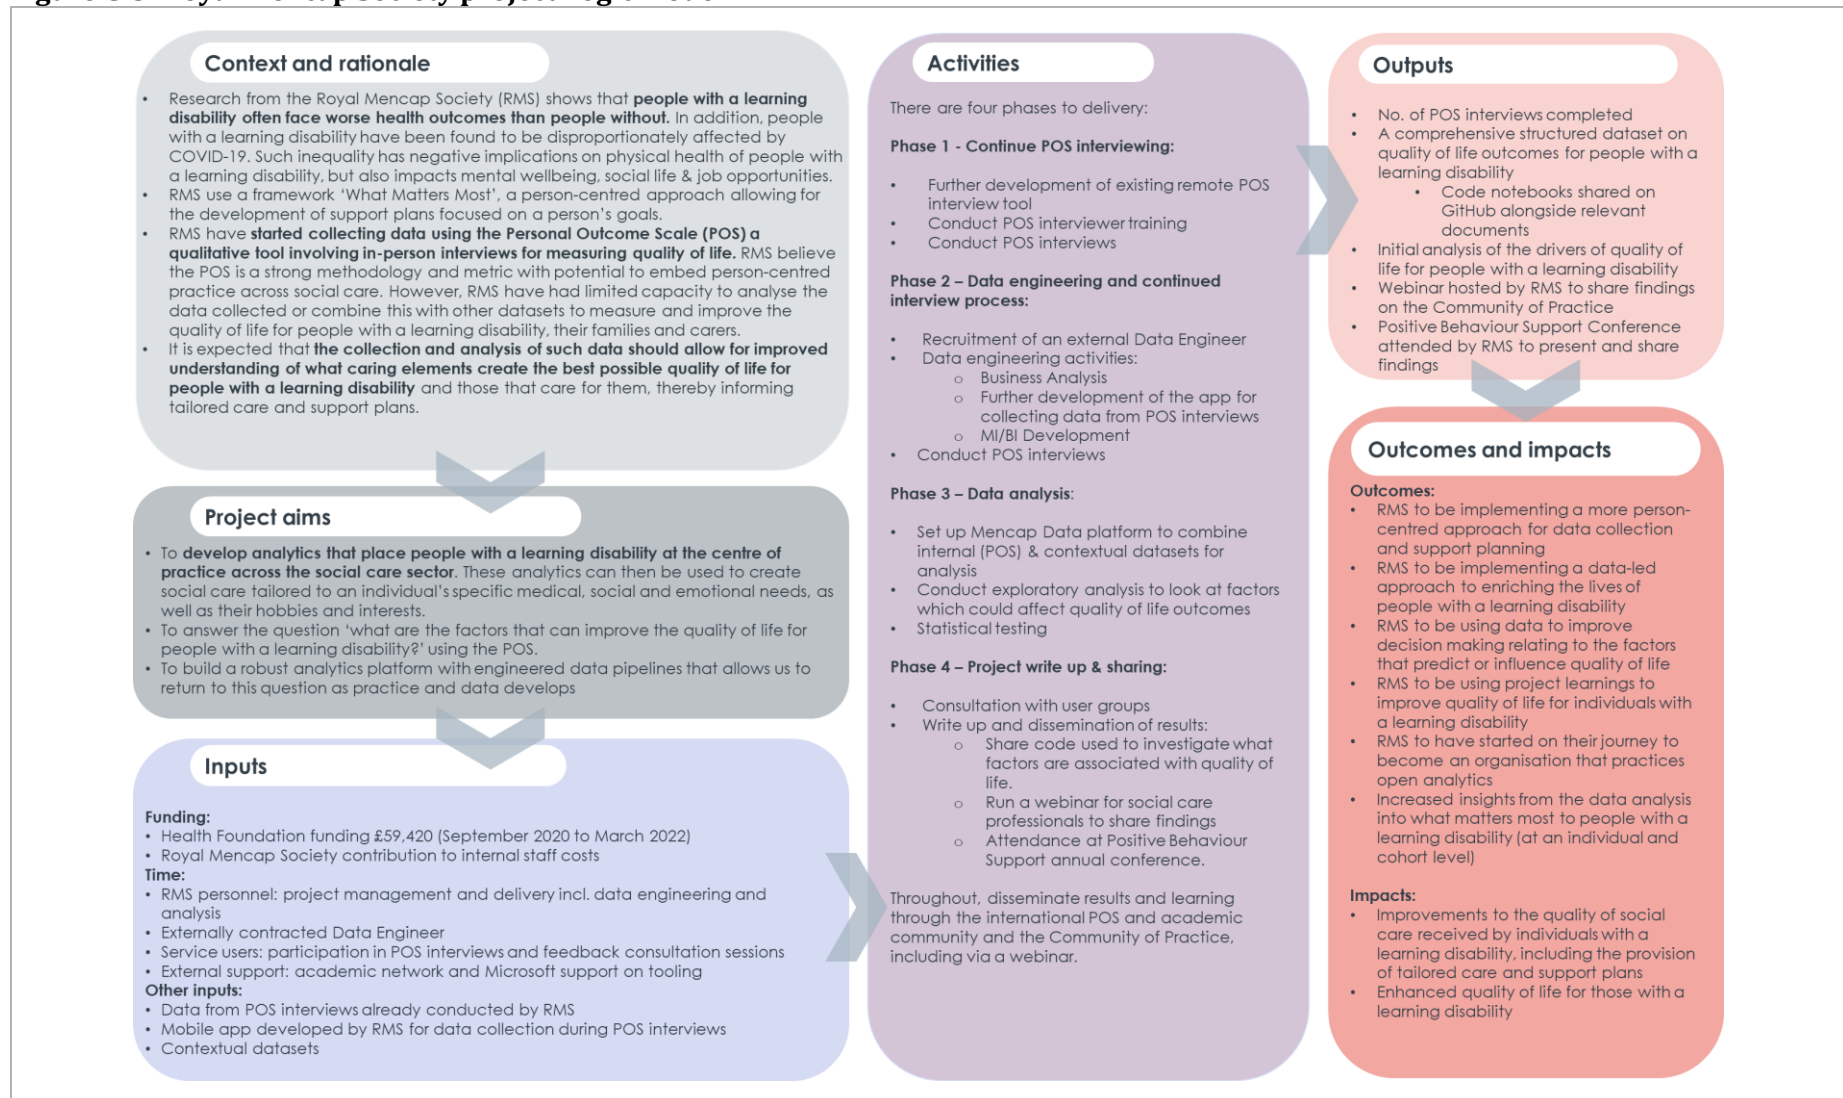 Context and rationale
• Research from the Royal Mencap Society (RMS) shows that people with a learning
disability often face worse health outcomes than people without. In addition, people
with a learning disability have been found to be disproportionately affected by
COVID-19. Such inequality has negative implications on physical health of people with
a learning disability, but also impacts mental wellbeing, social life & job opportunities.
• RMS use a framework ‘What Matters Most’, a person-centred approach allowing for
the development of support plans focused on a person’s goals.
• RMS have started collecting data using the Personal Outcome Scale (POS) a
qualitative tool involving in-person interviews for measuring quality of life. RMS believe
the POS is a strong methodology and metric with potential to embed person-centred
practice across social care. However, RMS have had limited capacity to analyse the
data collected or combine this with other datasets to measure and improve the
quality of life for people with a learning disability, their families and carers.
• It is expected that the collection and analysis of such data should allow for improved
understanding of what caring elements create the best possible quality of life for
people with a learning disability and those that care for them, thereby informing
tailored care and support plans.
Project aims
• To develop analytics that place people with a learning disability at the centre of
practice across the social care sector. These analytics can then be used to create
social care tailored to an individual’s specific medical, social and emotional needs, as
well as their hobbies and interests.
• To answer the question ‘what are the factors that can improve the quality of life for
people with a learning disability?’ using the POS.
• To build a robust analytics platform with engineered data pipelines that allows us to
return to this question as practice and data develops
Inputs
Funding:
• Health Foundation funding £59,420 (September 2020 to March 2022)
• Royal Mencap Society contribution to internal staff costs
Time:
• RMS personnel: project management and delivery incl. data engineering and
analysis
• Externally contracted Data Engineer
• Service users: participation in POS interviews and feedback consultation sessions
• External support: academic network and Microsoft support on tooling
Other inputs:
• Data from POS interviews already conducted by RMS
• Mobile app developed by RMS for data collection during POS interviews
• Contextual datasets
Activities
There are four phases to delivery:
Phase 1 - Continue POS interviewing:
• Further development of existing remote POS
interview tool
• Conduct POS interviewer training
• Conduct POS interviews
Phase 2 – Data engineering and continued
interview process:
• Recruitment of an external Data Engineer
• Data engineering activities:
o Business Analysis
o Further development of the app for
collecting data from POS interviews
o MI/BI Development
• Conduct POS interviews
Phase 3 – Data analysis:
• Set up Mencap Data platform to combine
internal (POS) & contextual datasets for
analysis
• Conduct exploratory analysis to look at factors
which could affect quality of life outcomes
• Statistical testing
Phase 4 – Project write up & sharing:
• Consultation with user groups
• Write up and dissemination of results:
o Share code used to investigate what
factors are associated with quality of
life.
o Run a webinar for social care
professionals to share findings
o Attendance at Positive Behaviour
Support annual conference.
Throughout, disseminate results and learning
through the international POS and academic
community and the Community of Practice,
including via a webinar.
Outputs
• No. of POS interviews completed
• A comprehensive structured dataset on
quality of life outcomes for people with a
learning disability
• Code notebooks shared on
GitHub alongside relevant
documents
• Initial analysis of the drivers of quality of
life for people with a learning disability
• Webinar hosted by RMS to share findings
on the Community of Practice
• Positive Behaviour Support Conference
attended by RMS to present and share
findings
Outcomes and impacts
Outcomes:
• RMS to be implementing a more person-
centred approach for data collection
and support planning
• RMS to be implementing a data-led
approach to enriching the lives of
people with a learning disability
• RMS to be using data to improve
decision making relating to the factors
that predict or influence quality of life
• RMS to be using project learnings to
improve quality of life for individuals with
a learning disability
• RMS to have started on their journey to
become an organisation that practices
open analytics
• Increased insights from the data analysis
into what matters most to people with a
learning disability (at an individual and
cohort level)
Impacts:
• Improvements to the quality of social
care received by individuals with a
learning disability, including the provision
of tailored care and support plans
• Enhanced quality of life for those with a
learning disability